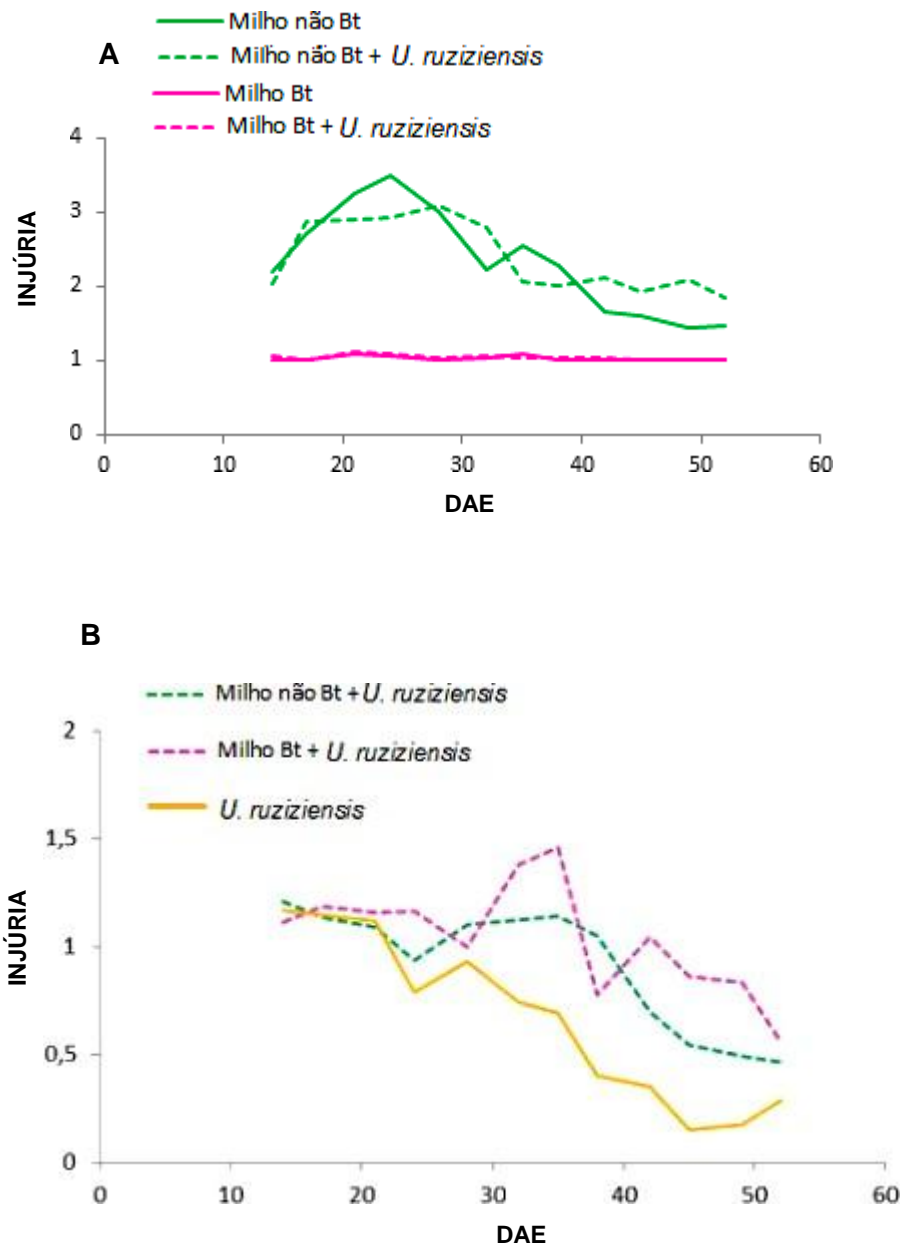 A
Milho não Bt
Milho não Bt + U. ruziziensis
Milho Bt
Milho Bt + U. ruziziensis
4
3
2
1
0
INJÚRIA
0 10 20 30 40 50 60
DAE
B
Milho não Bt + U. ruziziensis
Milho Bt + U. ruziziensis
U. ruziziensis
2
1,5
1
0,5
0
INJÚRIA
0 10 20 30 40 50 60
DAE